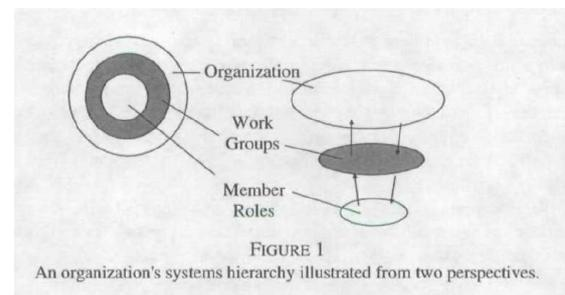 Organization
Work
Groups
Member
Roles
FIGURE 1
An organization's systems hierarchy illustrated from two perspectives.